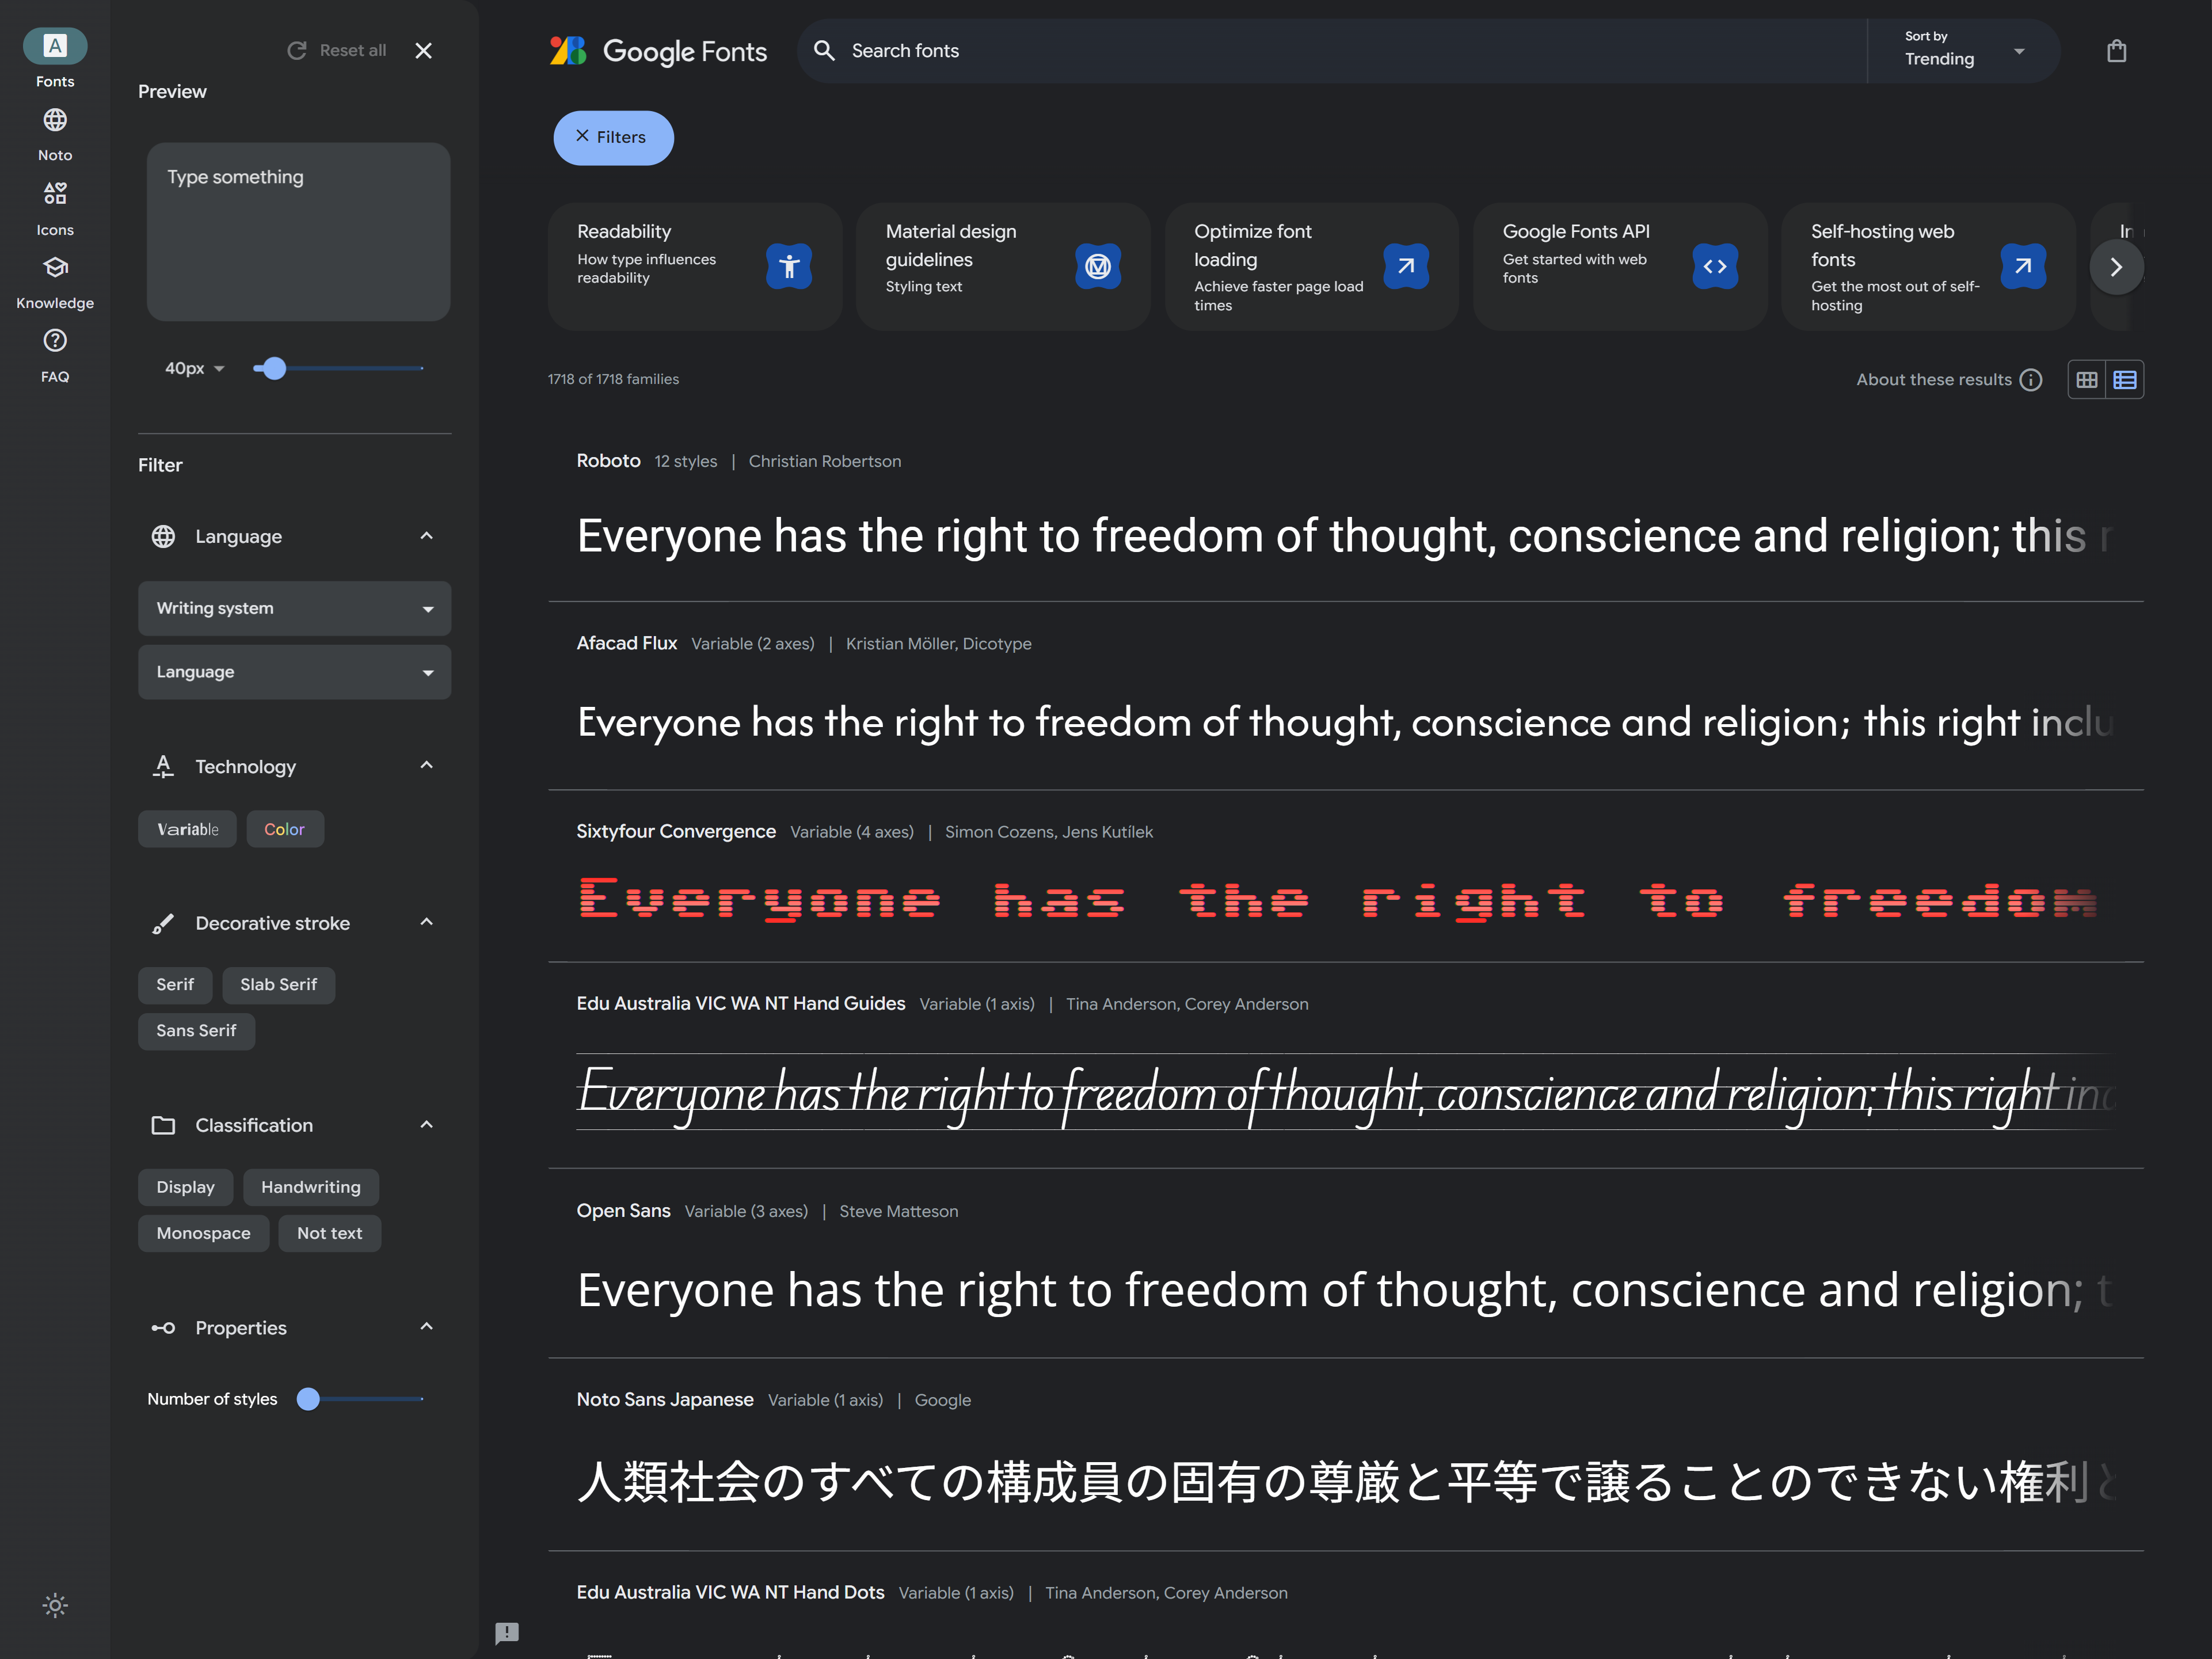 Fonts
Noto
Icons
Knowledge
FAQ
Reset all
Preview
Type something
40px
Filter
Language
Writing system
Language
Technology
Variable
Color
Decorative stroke
Serif
Slab Serif
Sans Serif
Classification
Display
Handwriting
Monospace
Not text
Properties
Number of styles
Google Fonts
Search fonts
Sort by
Trending
Filters
Readability
How type influences
readability
Material design
guidelines
Styling text
Optimize font
loading
Achieve faster page load
times
Google Fonts API
Get started with web
fonts
Self-hosting web
fonts
Get the most out of self-
hosting
1718 of 1718 families
About these results
Roboto 12 styles | Christian Robertson
Everyone has the right to freedom of thought, conscience and religion; this r
Afacad Flux Variable (2 axes) | Kristian Möller, Dicotype
Everyone has the right to freedom of thought, conscience and religion; this right inclu
Sixtyfour Convergence Variable (4 axes) | Simon Cozens, Jens Kutílek
Everyone has the right to freedom
Edu Australia VIC WA NT Hand Guides Variable (1 axis) | Tina Anderson, Corey Anderson
Everyone has the right to freedom of thought, conscience and religion; this right inc
Open Sans Variable (3 axes) | Steve Matteson
Everyone has the right to freedom of thought, conscience and religion; t
Noto Sans Japanese Variable (1 axis) | Google
人類社会のすべての構成員の固有の尊厳と平等で譲ることのできない権利と
Edu Australia VIC WA NT Hand Dots Variable (1 axis) | Tina Anderson, Corey Anderson